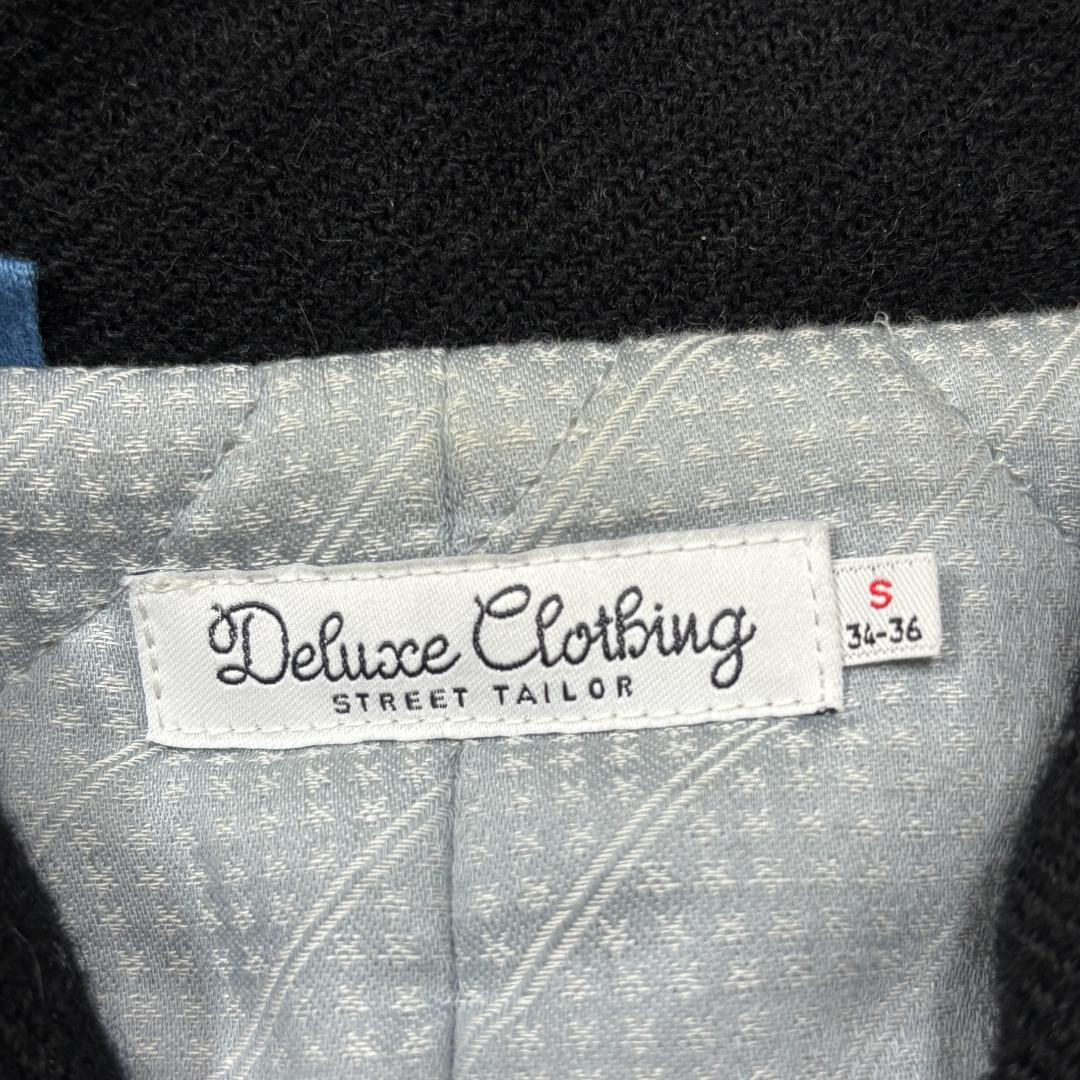 Deluxe Clothing
STREET TAILOR
S
34-36